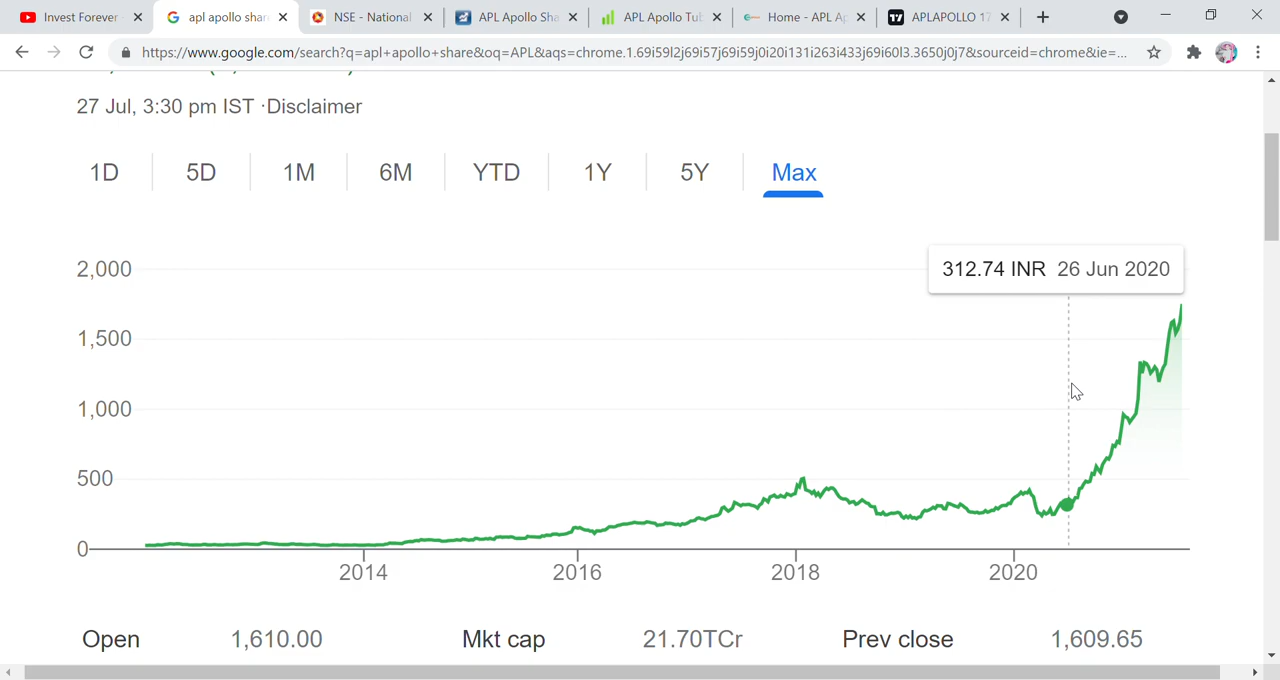 Invest Forever
apl apollo shar
NSE - National
APL Apollo Sha
APL Apollo Tub
Home - APL Ap
APLAPOLLO 17
https://www.google.com/search?q=apl+apollo+share&oq=APL&aqs=chrome.1.69i59l2j69i57j69i59j0i20i131i263i433j69i60l3.3650j0j7&sourceid=chrome&ie=...
27 Jul, 3:30 pm IST ·Disclaimer
1D 5D 1M 6M YTD 1Y 5Y Max
312.74 INR 26 Jun 2020
2,000
1,500
1,000
500
0
2014 2016 2018 2020
Open 1,610.00 Mkt cap 21.70TCr Prev close 1,609.65